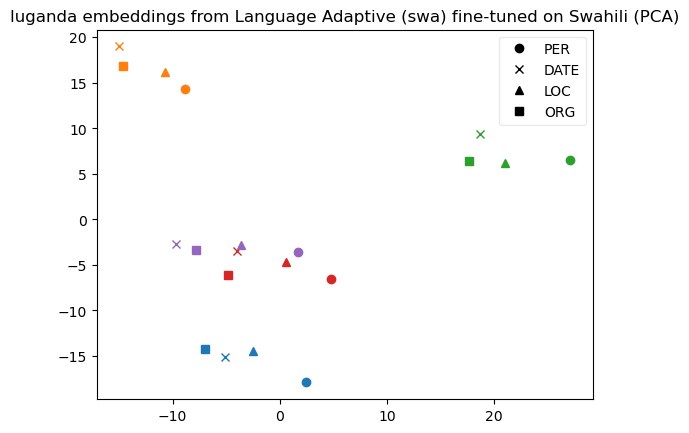 luganda embeddings from Language Adaptive (swa) fine-tuned on Swahili (PCA)
PER
DATE
LOC
ORG
20
15
10
5
0
−5
−10
−15
−10
0
10
20